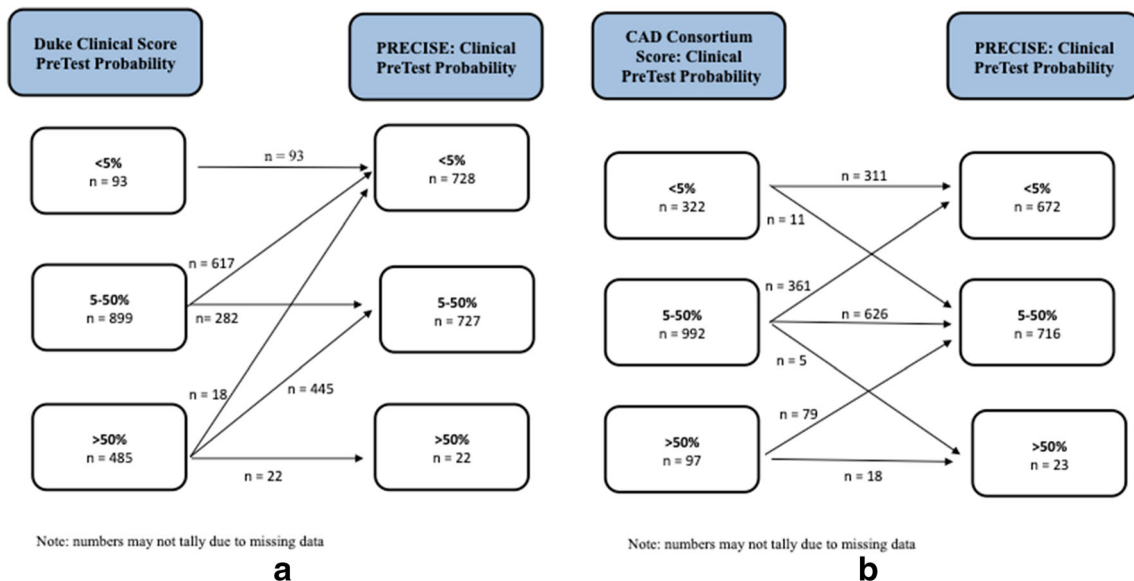 Duke Clinical Score
PreTest Probability
PRECISE: Clinical
PreTest Probability
<5%
n = 93
n = 93
<5%
n = 728
n = 617
5-50%
n = 899
n= 282
5-50%
n = 727
n = 18
n = 445
>50%
n = 485
n = 22
>50%
n = 22
Note: numbers may not tally due to missing data
a
CAD Consortium
Score: Clinical
PreTest Probability
PRECISE: Clinical
PreTest Probability
<5%
n = 322
n = 311
n = 11
<5%
n = 672
n = 361
5-50%
n = 992
n = 626
n = 5
5-50%
n = 716
n = 79
>50%
n = 97
n = 18
>50%
n = 23
Note: numbers may not tally due to missing data
b